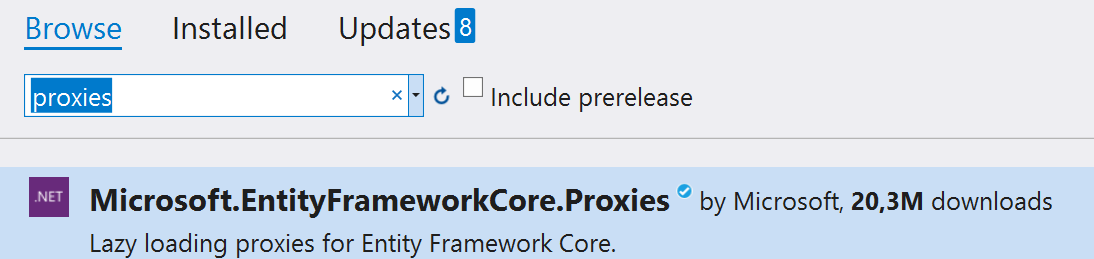 Browse Installed Updates 8
proxies × Include prerelease
.NET Microsoft.EntityFrameworkCore.Proxies by Microsoft, 20,3M downloads
Lazy loading proxies for Entity Framework Core.